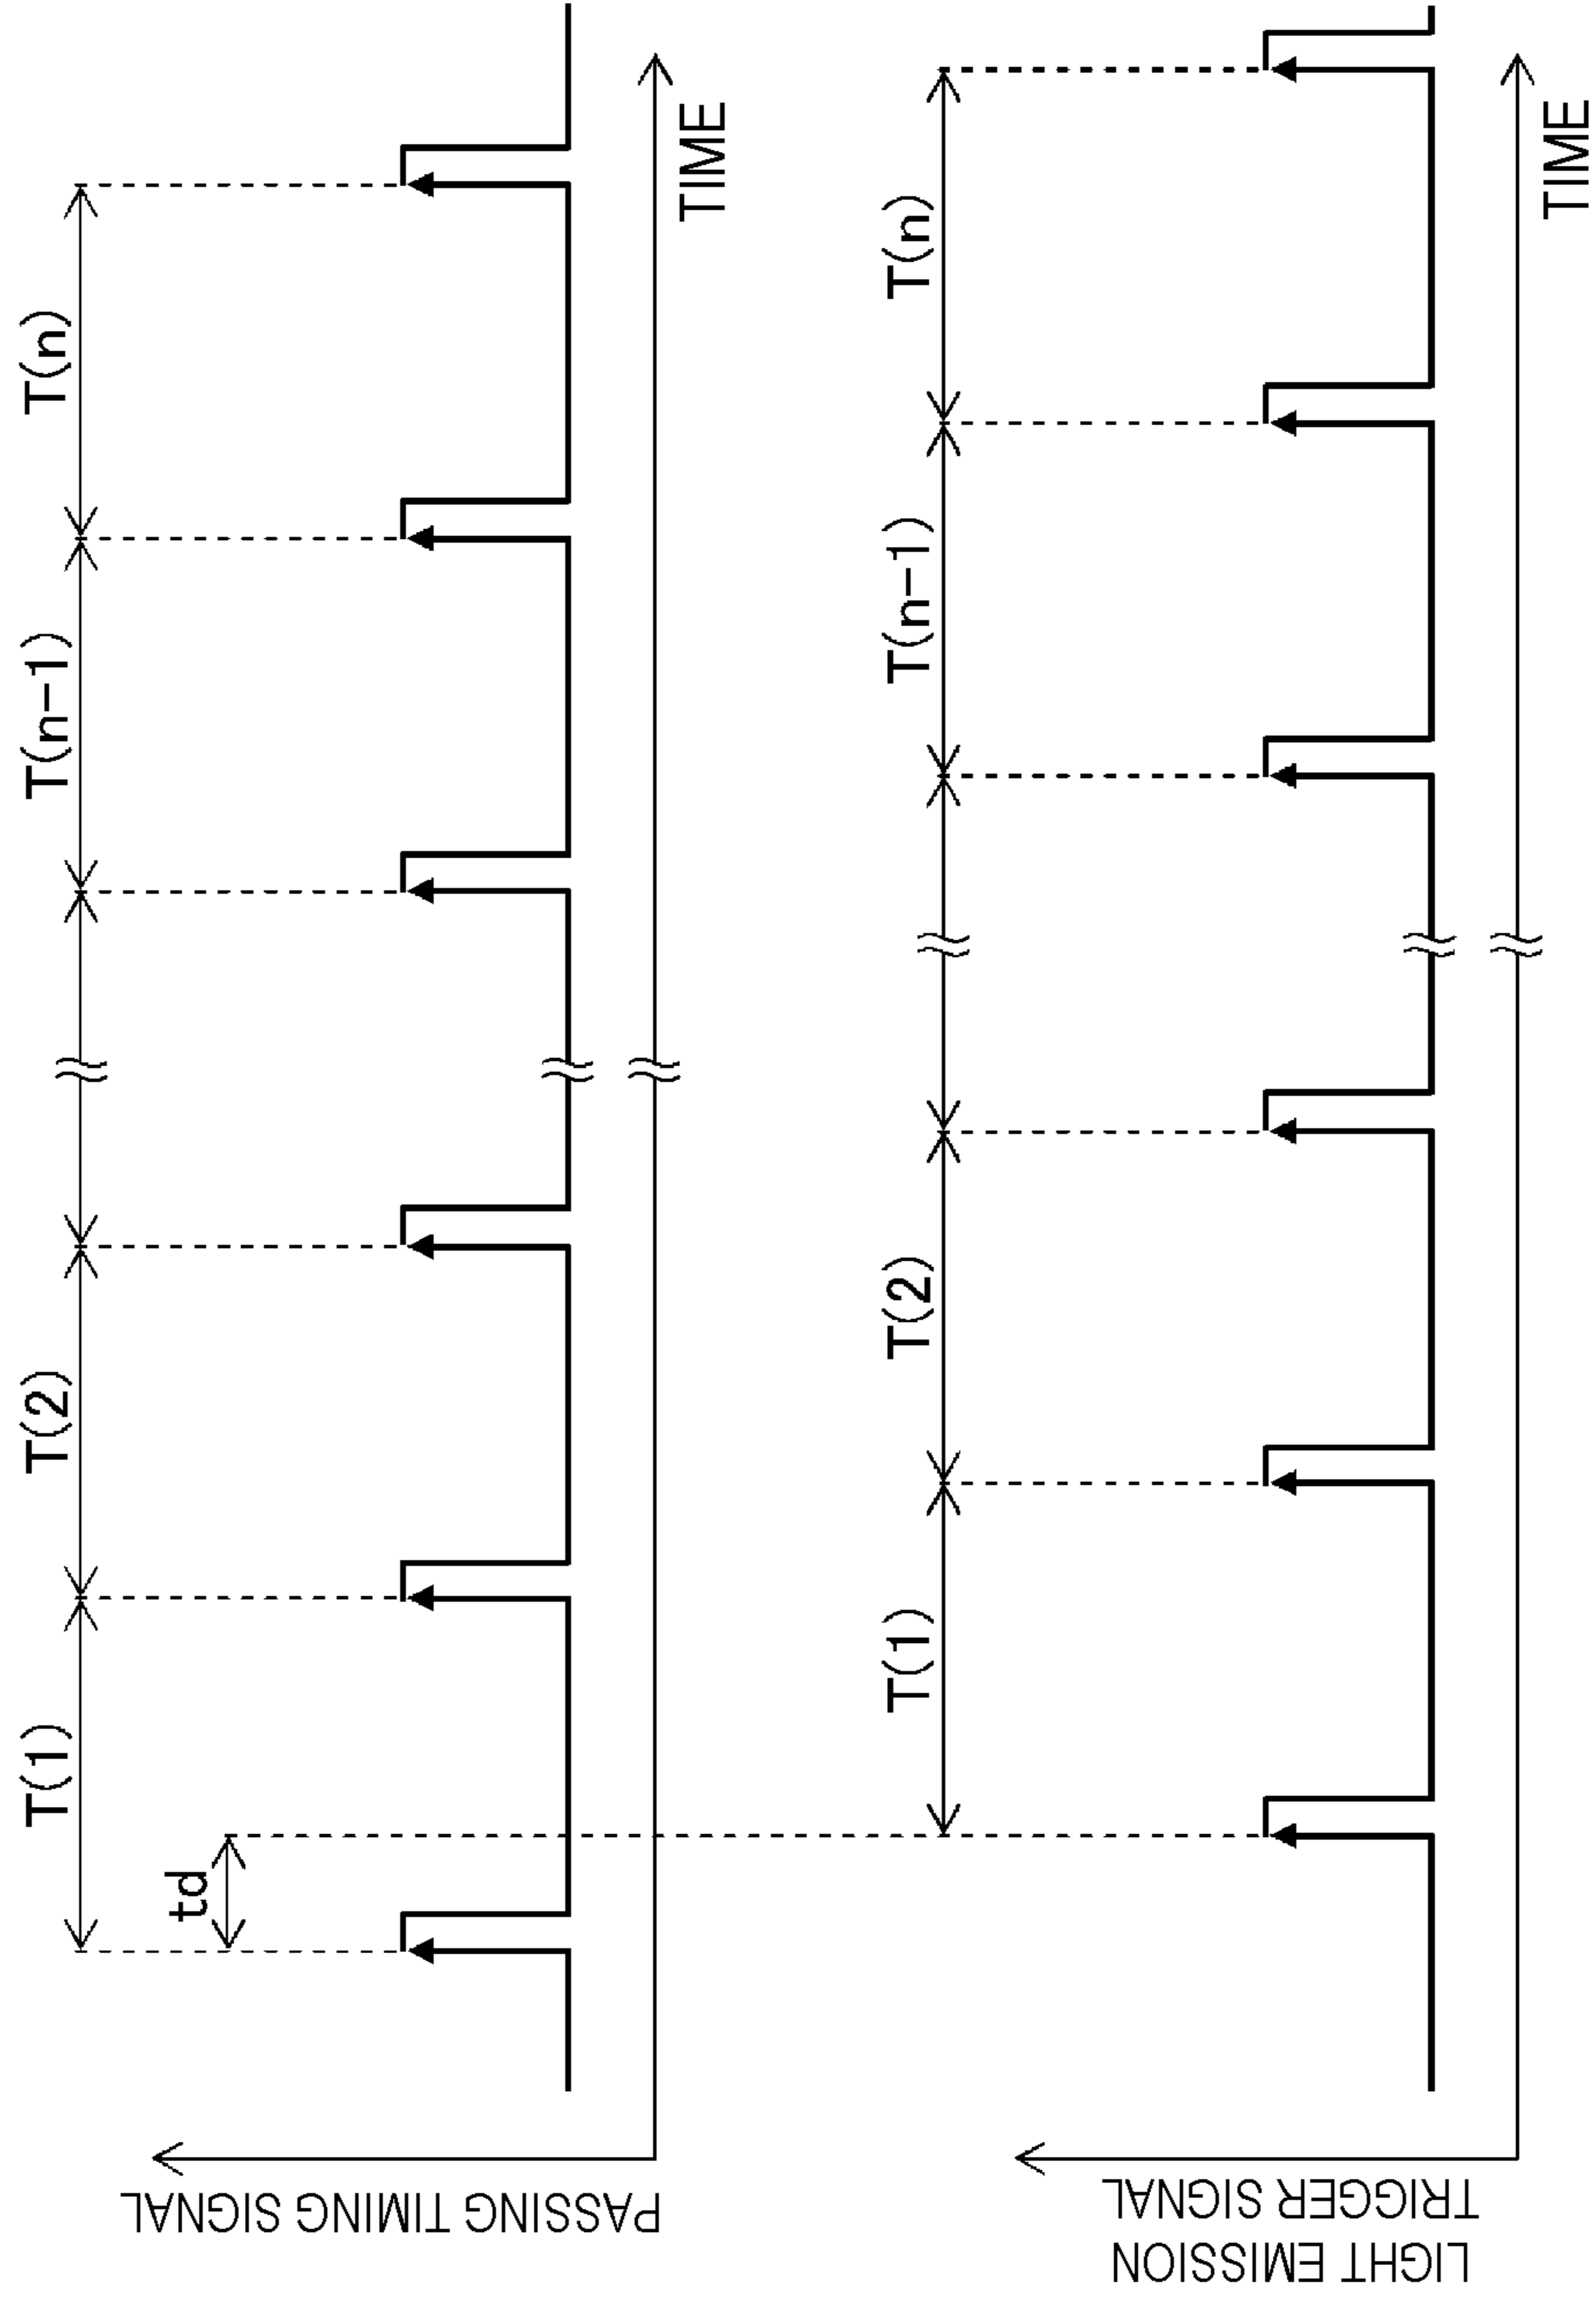 PASSING TIMING SIGNAL
T(1)
T(2)
T(n-1)
T(n)
td
TIME
LIGHT EMISSION
TRIGGER SIGNAL
T(1)
T(2)
T(n-1)
T(n)
TIME